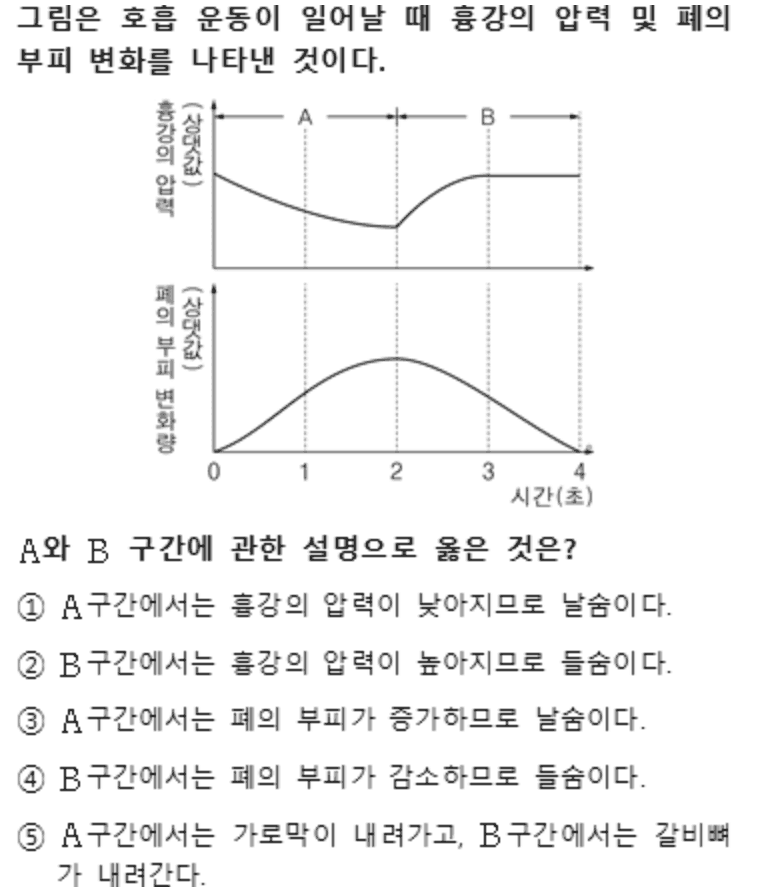 그림은 호흡 운동이 일어날 때 흉강의 압력 및 폐의
부피 변화를 나타낸 것이다.
흉강의 압력
(상댓값)
A
B
폐의 부피 변화량
(상댓값)
0 1 2 3 4
시간(초)
A와 B 구간에 관한 설명으로 옳은 것은?
① A구간에서는 흉강의 압력이 낮아지므로 날숨이다.
② B구간에서는 흉강의 압력이 높아지므로 들숨이다.
③ A구간에서는 폐의 부피가 증가하므로 날숨이다.
④ B구간에서는 폐의 부피가 감소하므로 들숨이다.
⑤ A구간에서는 가로막이 내려가고, B구간에서는 갈비뼈
가 내려간다.